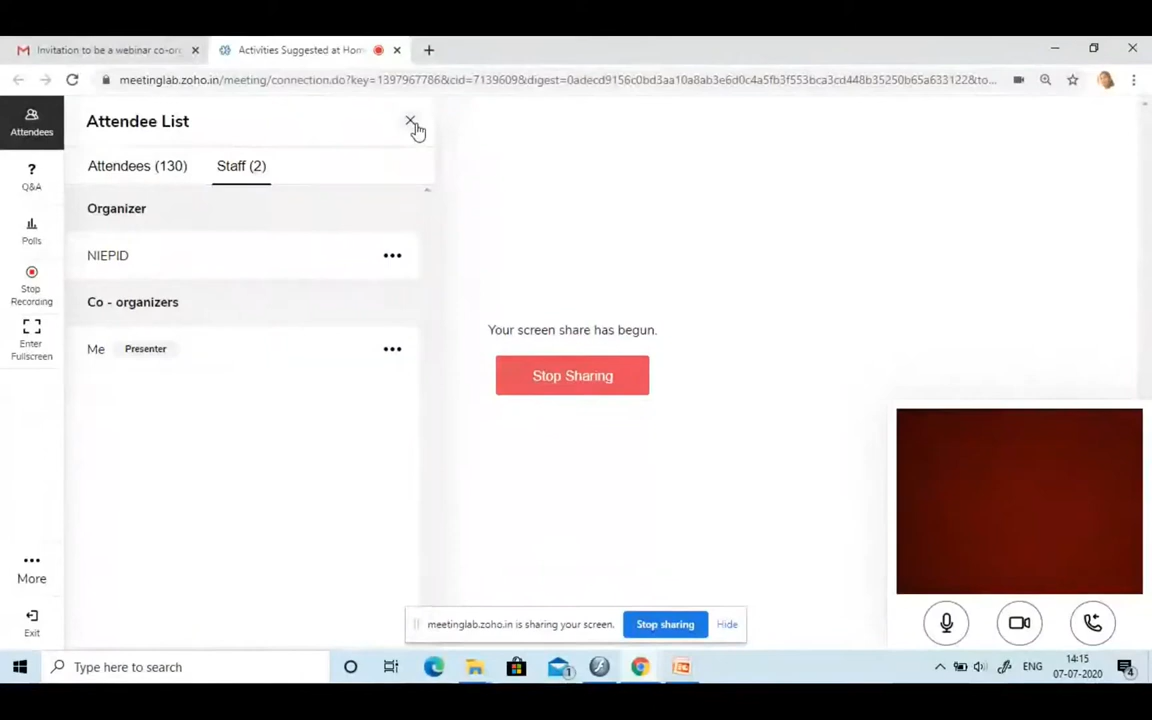 Invitation to be a webinar co-or
Activities Suggested at Hom
meetinglab.zoho.in/meeting/connection.do?key=1397967786&cid=7139609&digest=0adecd9156c0bd3aa10a8ab3e6d0c4a5fb3f553bca3cd448b35250b65a633122&to...
Attendees
Attendee List
Attendees (130)
Staff (2)
Q&A
Organizer
Polls
NIEPID
Stop
Recording
Co - organizers
Enter
Fullscreen
Me
Presenter
Your screen share has begun.
Stop Sharing
More
Exit
meetinglab.zoho.in is sharing your screen.
Stop sharing
Hide
Type here to search
1
ENG
14:15
07-07-2020
4